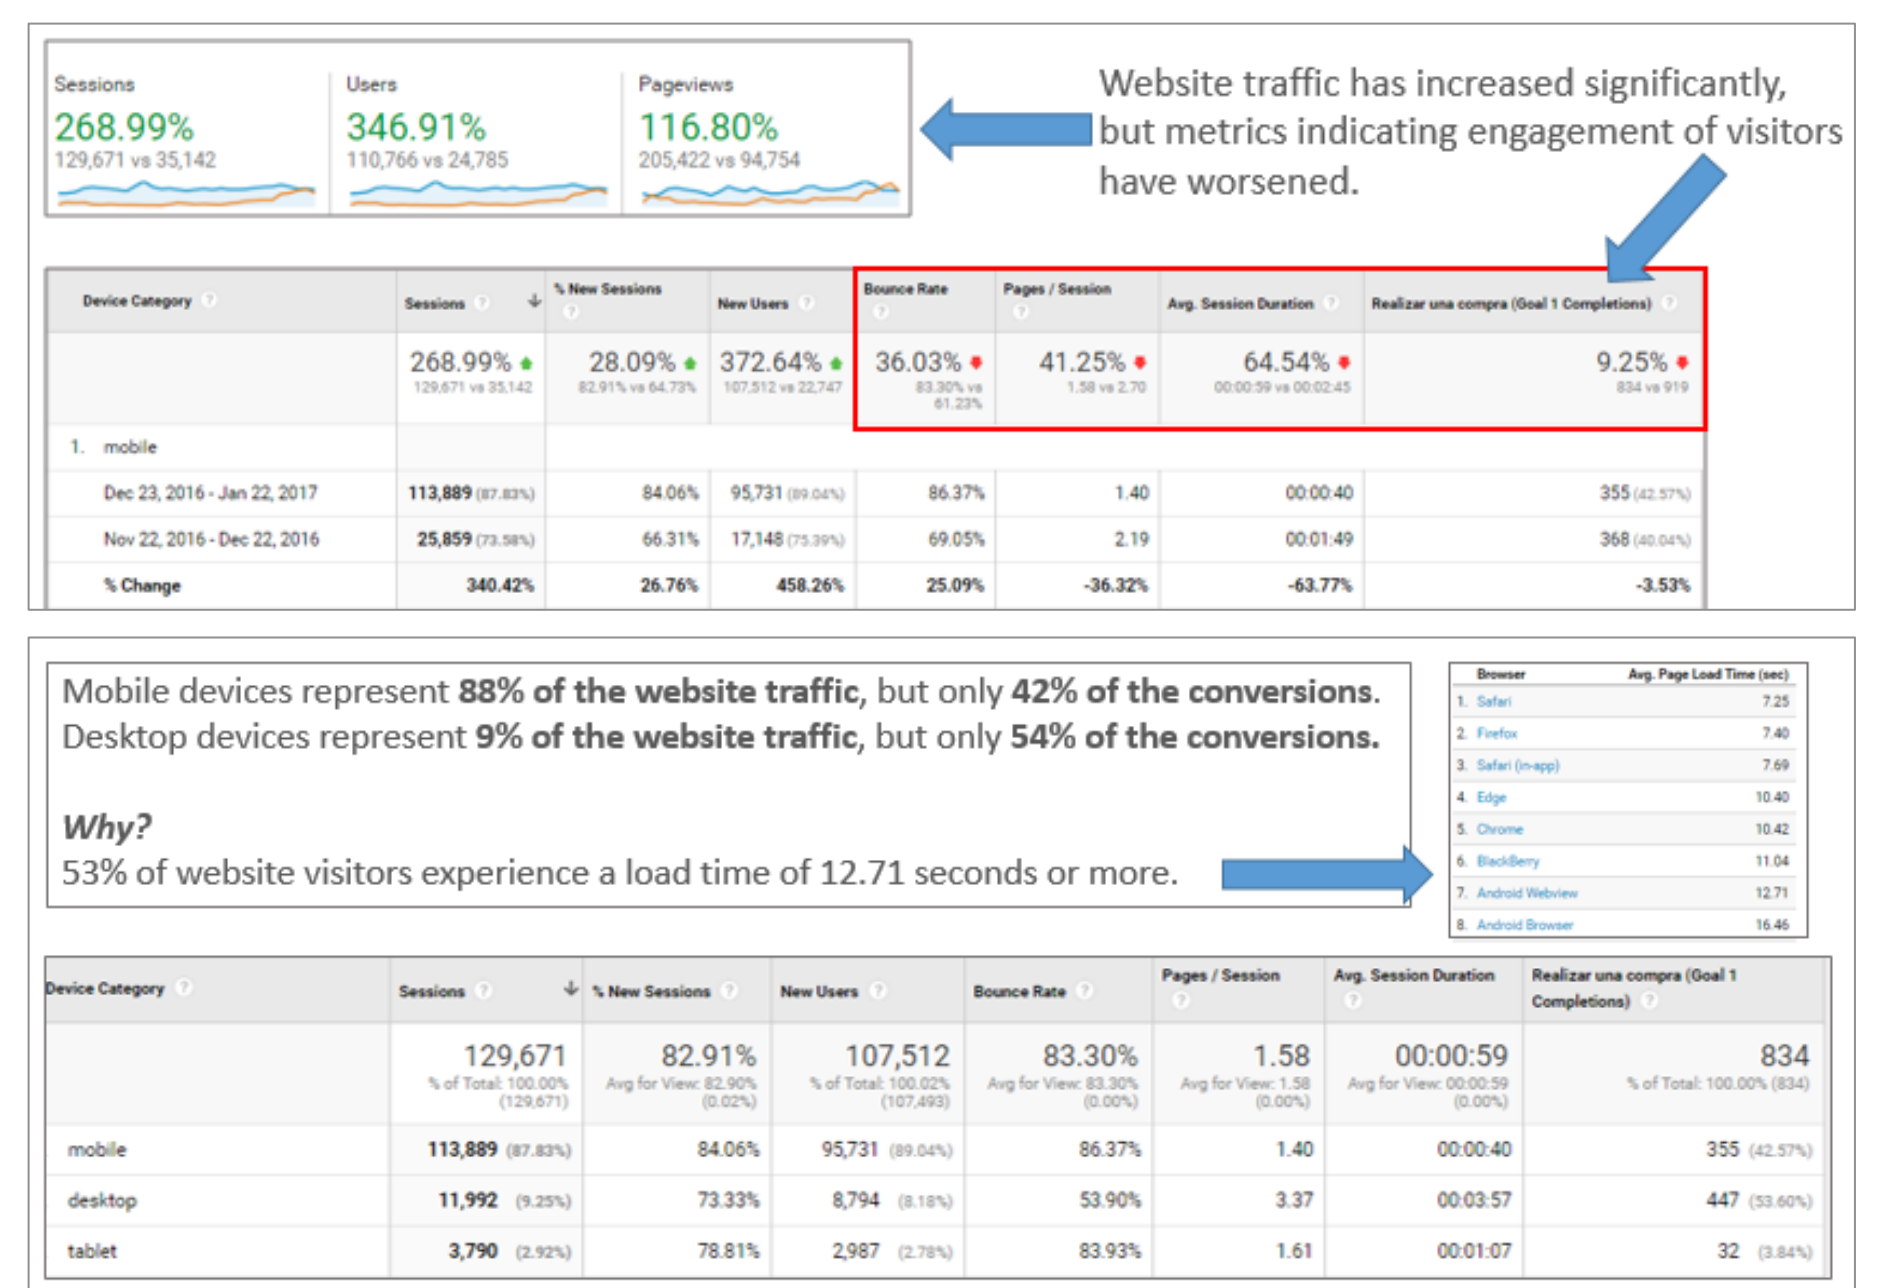 Sessions Users Pageviews
268.99% 346.91% 116.80%
129,671 vs 35,142 110,766 vs 24,785 205,422 vs 94,754
Website traffic has increased significantly,
but metrics indicating engagement of visitors
have worsened.
Device Category ? Sessions ? % New Sessions ? New Users ? Bounce Rate ? Pages / Session ? Avg. Session Duration ? Realizar una compra (Goal 1 Completions) ?
268.99% 28.09% 372.64% 36.03% 41.25% 64.54% 9.25%
129,671 vs 35,142 82.91% vs 64.73% 107,512 vs 22,747 83.30% vs 61.23% 1.58 vs 2.70 00:00:59 vs 00:02:45 834 vs 919
1. mobile
Dec 23, 2016 - Jan 22, 2017 113,889 (87.83%) 84.06% 95,731 (89.04%) 86.37% 1.40 00:00:40 355 (42.57%)
Nov 22, 2016 - Dec 22, 2016 25,859 (73.58%) 66.31% 17,148 (75.39%) 69.05% 2.19 00:01:49 368 (40.04%)
% Change 340.42% 26.76% 458.26% 25.09% -36.32% -63.77% -3.53%
Mobile devices represent 88% of the website traffic, but only 42% of the conversions.
Desktop devices represent 9% of the website traffic, but only 54% of the conversions.
Why?
53% of website visitors experience a load time of 12.71 seconds or more.
Browser Avg. Page Load Time (sec)
1. Safari 7.25
2. Firefox 7.40
3. Safari (in-app) 7.69
4. Edge 10.40
5. Chrome 10.42
6. BlackBerry 11.04
7. Android Webview 12.71
8. Android Browser 16.46
Device Category ? Sessions ? % New Sessions ? New Users ? Bounce Rate ? Pages / Session ? Avg. Session Duration ? Realizar una compra (Goal 1 Completions) ?
129,671 82.91% 107,512 83.30% 1.58 00:00:59 834
% of Total: 100.00% (129,671) Avg for View: 82.90% (0.02%) % of Total: 100.02% (107,493) Avg for View: 83.30% (0.00%) Avg for View: 1.58 (0.00%) Avg for View: 00:00:59 (0.00%) % of Total: 100.00% (834)
mobile 113,889 (87.83%) 84.06% 95,731 (89.04%) 86.37% 1.40 00:00:40 355 (42.57%)
desktop 11,992 (9.25%) 73.33% 8,794 (8.18%) 53.90% 3.37 00:03:57 447 (53.60%)
tablet 3,790 (2.92%) 78.81% 2,987 (2.78%) 83.93% 1.61 00:01:07 32 (3.84%)